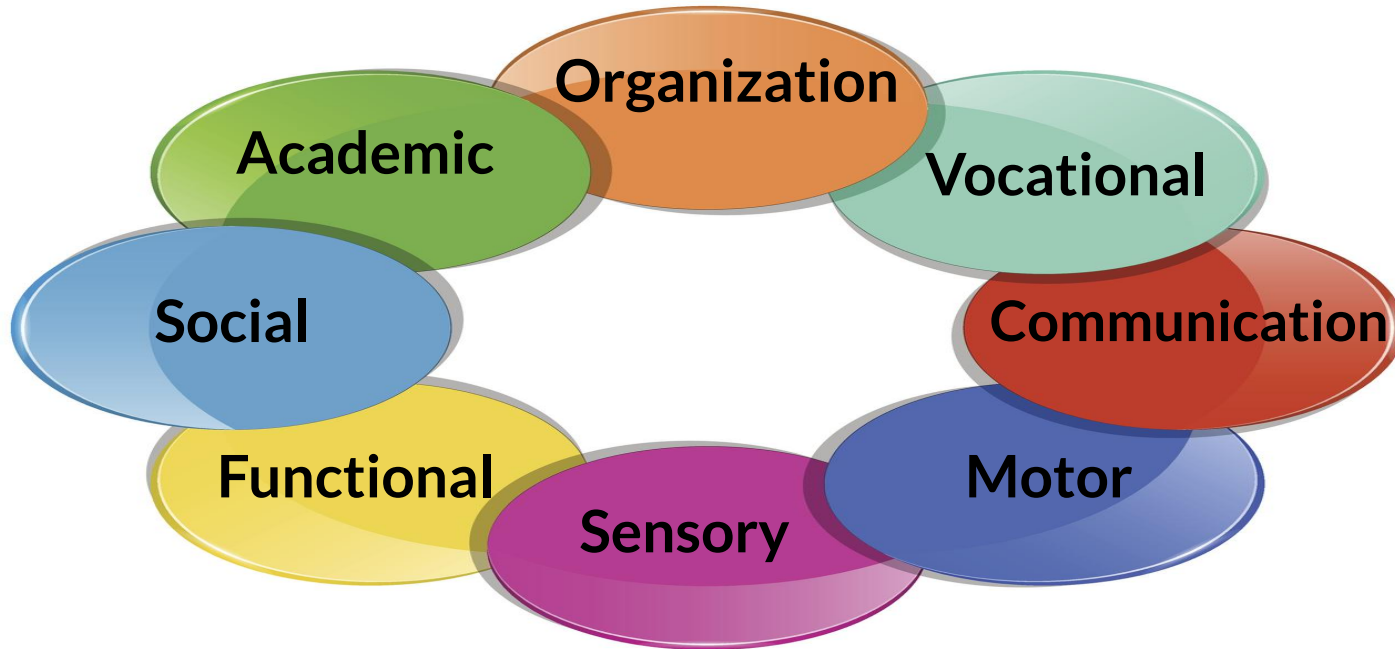 Organization
Academic
Vocational
Social
Communication
Functional
Motor
Sensory